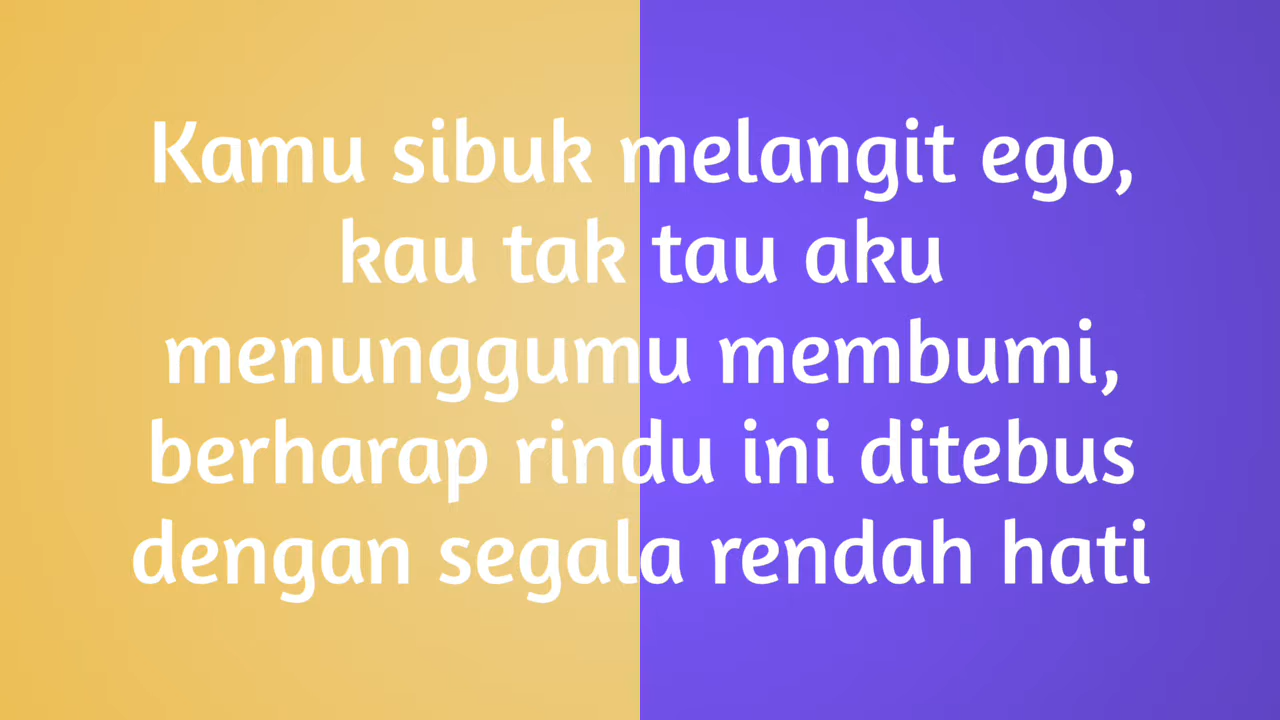 Kamu sibuk melangit ego,
kau tak tau aku
menunggumu membumi,
berharap rindu ini ditebus
dengan segala rendah hati